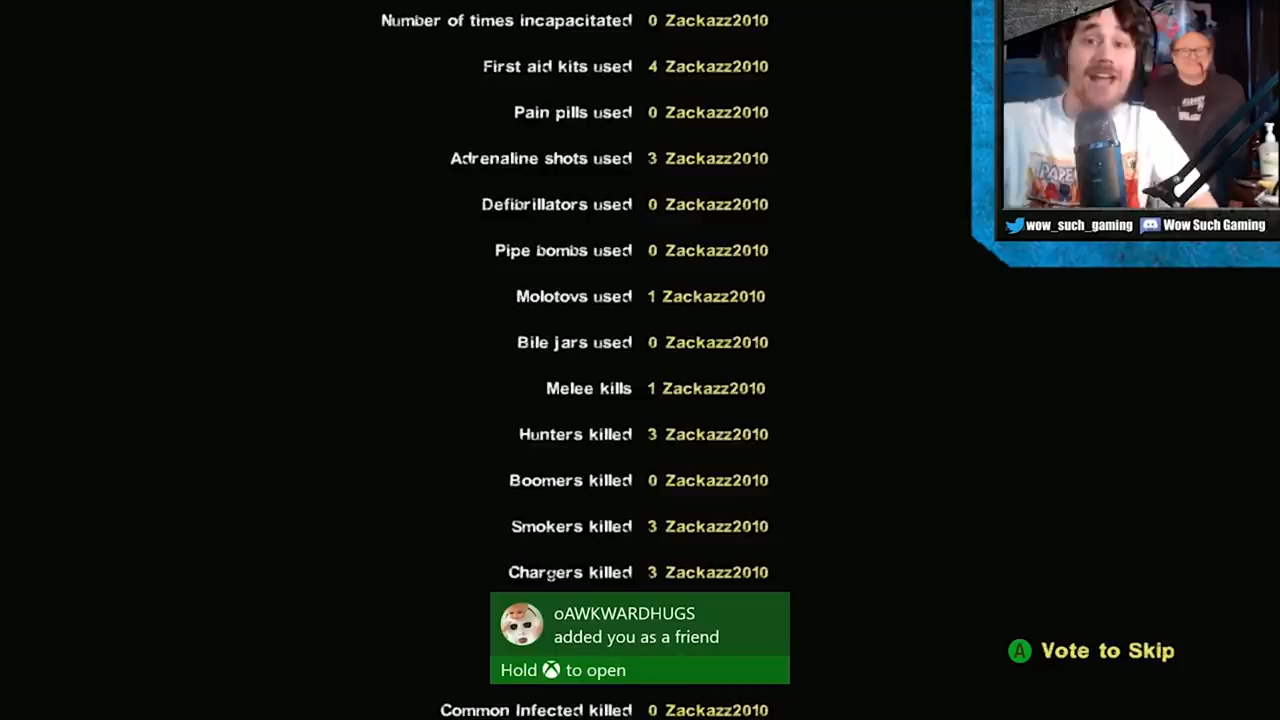 Number of times incapacitated 0 Zackazz2010
First aid kits used 4 Zackazz2010
Pain pills used 0 Zackazz2010
Adrenaline shots used 3 Zackazz2010
Defibrillators used 0 Zackazz2010
Pipe bombs used 0 Zackazz2010
Molotovs used 1 Zackazz2010
Bile jars used 0 Zackazz2010
Melee kills 1 Zackazz2010
Hunters killed 3 Zackazz2010
Boomers killed 0 Zackazz2010
Smokers killed 3 Zackazz2010
Chargers killed 3 Zackazz2010
oAWKWARDHUGS
added you as a friend
Hold to open
Common Infected killed 0 Zackazz2010
wow_such_gaming Wow Such Gaming
A Vote to Skip